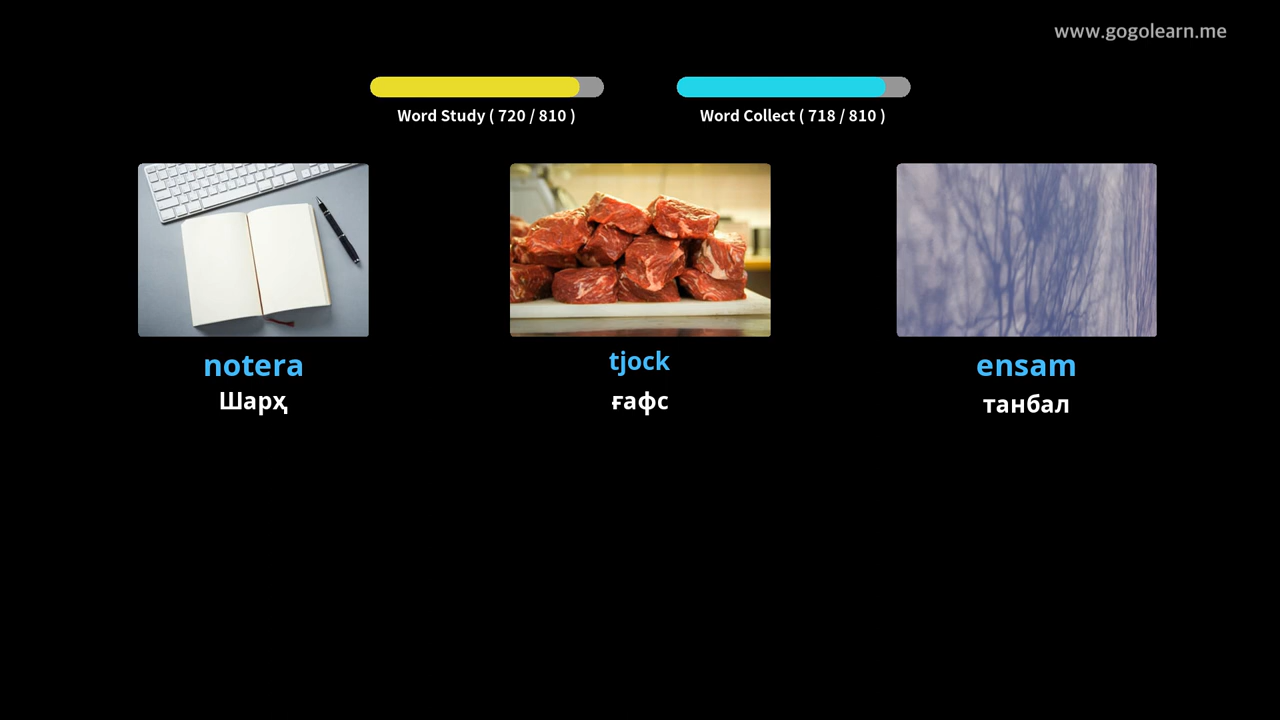 www.gogolearn.me
Word Study ( 720 / 810 )
Word Collect ( 718 / 810 )
notera
Шарҳ
tjock
ғафс
ensam
танбал